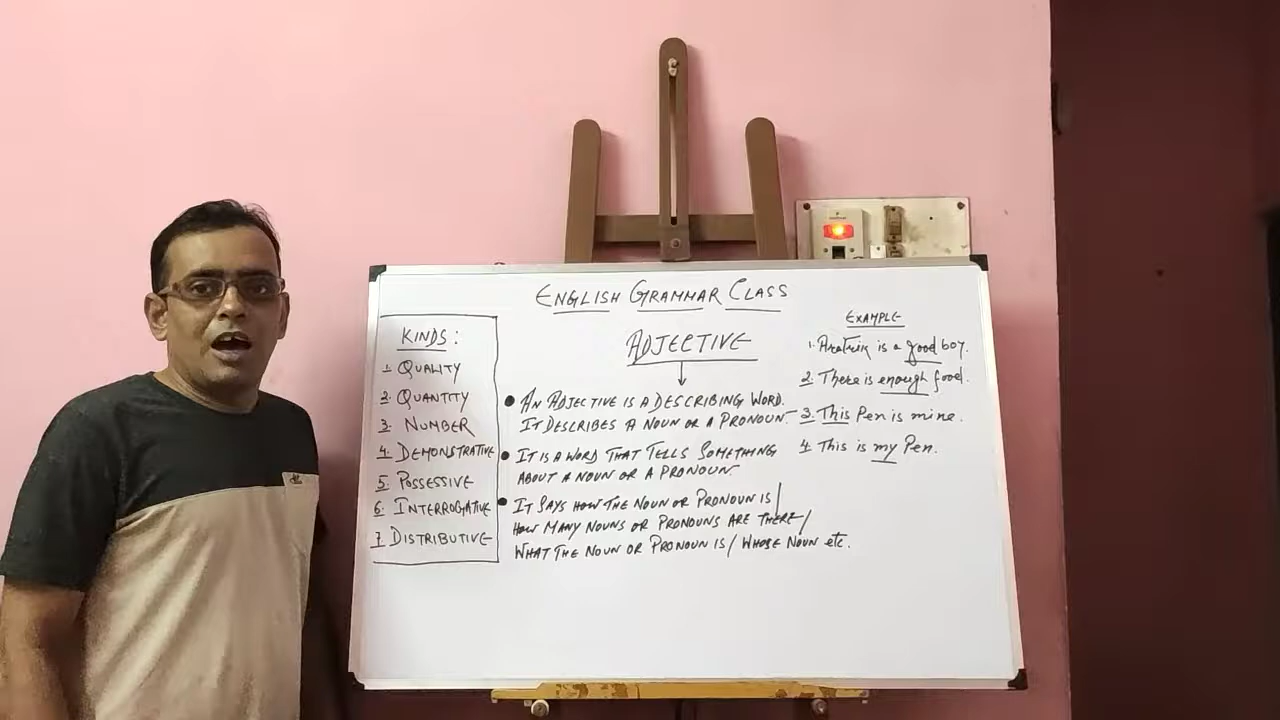 ENGLISH GRAMMAR CLASS
KINDS:
1. QUALITY
2. QUANTITY
3. NUMBER
4. DEMONSTRATIVE
5. POSSESSIVE
6. INTERROGATIVE
7. DISTRIBUTIVE
ADJECTIVE
● AN ADJECTIVE IS A DESCRIBING WORD.
IT DESCRIBES A NOUN OR A PRONOUN
● IT IS A WORD THAT TELLS SOMETHING
ABOUT A NOUN OR A PRONOUN
● IT SAYS HOW THE NOUN OR PRONOUN IS/
HOW MANY NOUNS OR PRONOUNS ARE THERE/
WHAT THE NOUN OR PRONOUN IS/ WHOSE NOUN etc.
EXAMPLE
1. is a good boy.
2. There is enough food.
3. This Pen is mine.
4. This is my Pen.